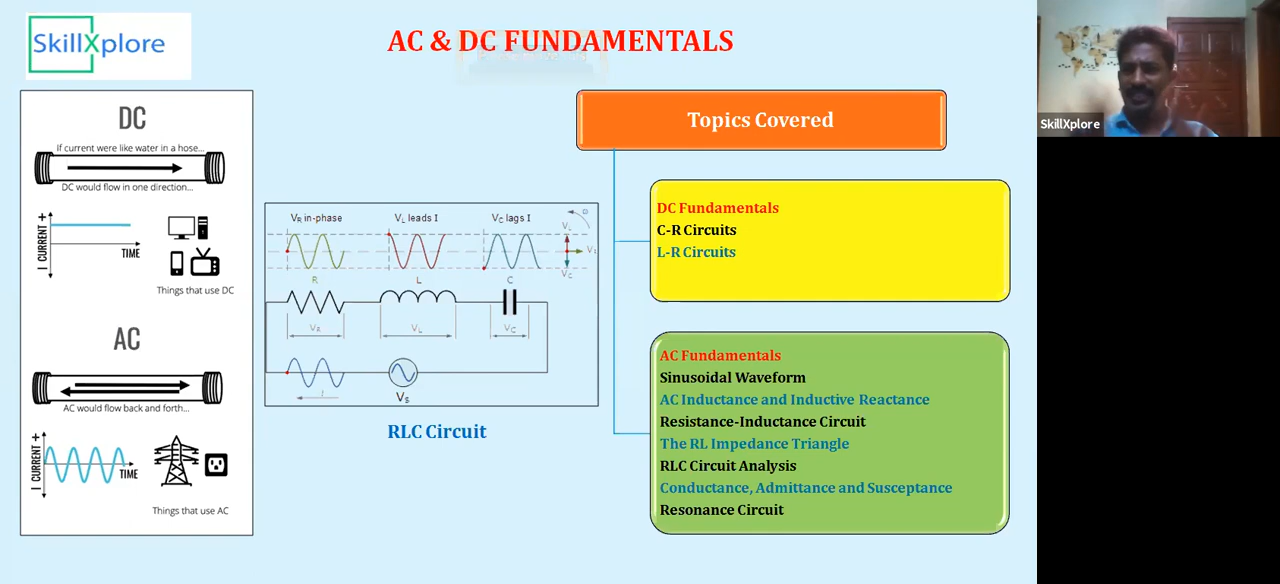 SkillXplore
AC & DC FUNDAMENTALS
DC
If current were like water in a hose...
DC would flow in one direction...
I CURRENT +
TIME
Things that use DC
AC
AC would flow back and forth...
I CURRENT +
TIME
Things that use AC
VR in-phase
VL leads I
VC lags I
VL
VC
R
L
C
VR
VL
VC
i
VS
RLC Circuit
Topics Covered
DC Fundamentals
C-R Circuits
L-R Circuits
AC Fundamentals
Sinusoidal Waveform
AC Inductance and Inductive Reactance
Resistance-Inductance Circuit
The RL Impedance Triangle
RLC Circuit Analysis
Conductance, Admittance and Susceptance
Resonance Circuit
SkillXplore